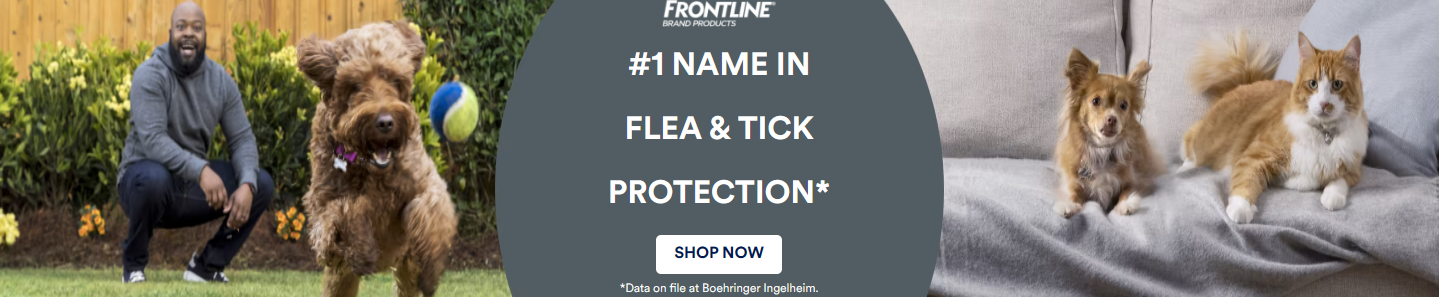 FRONTLINE
BRAND PRODUCTS
#1 NAME IN
FLEA & TICK
PROTECTION*
SHOP NOW
*Data on file at Boehringer Ingelheim.